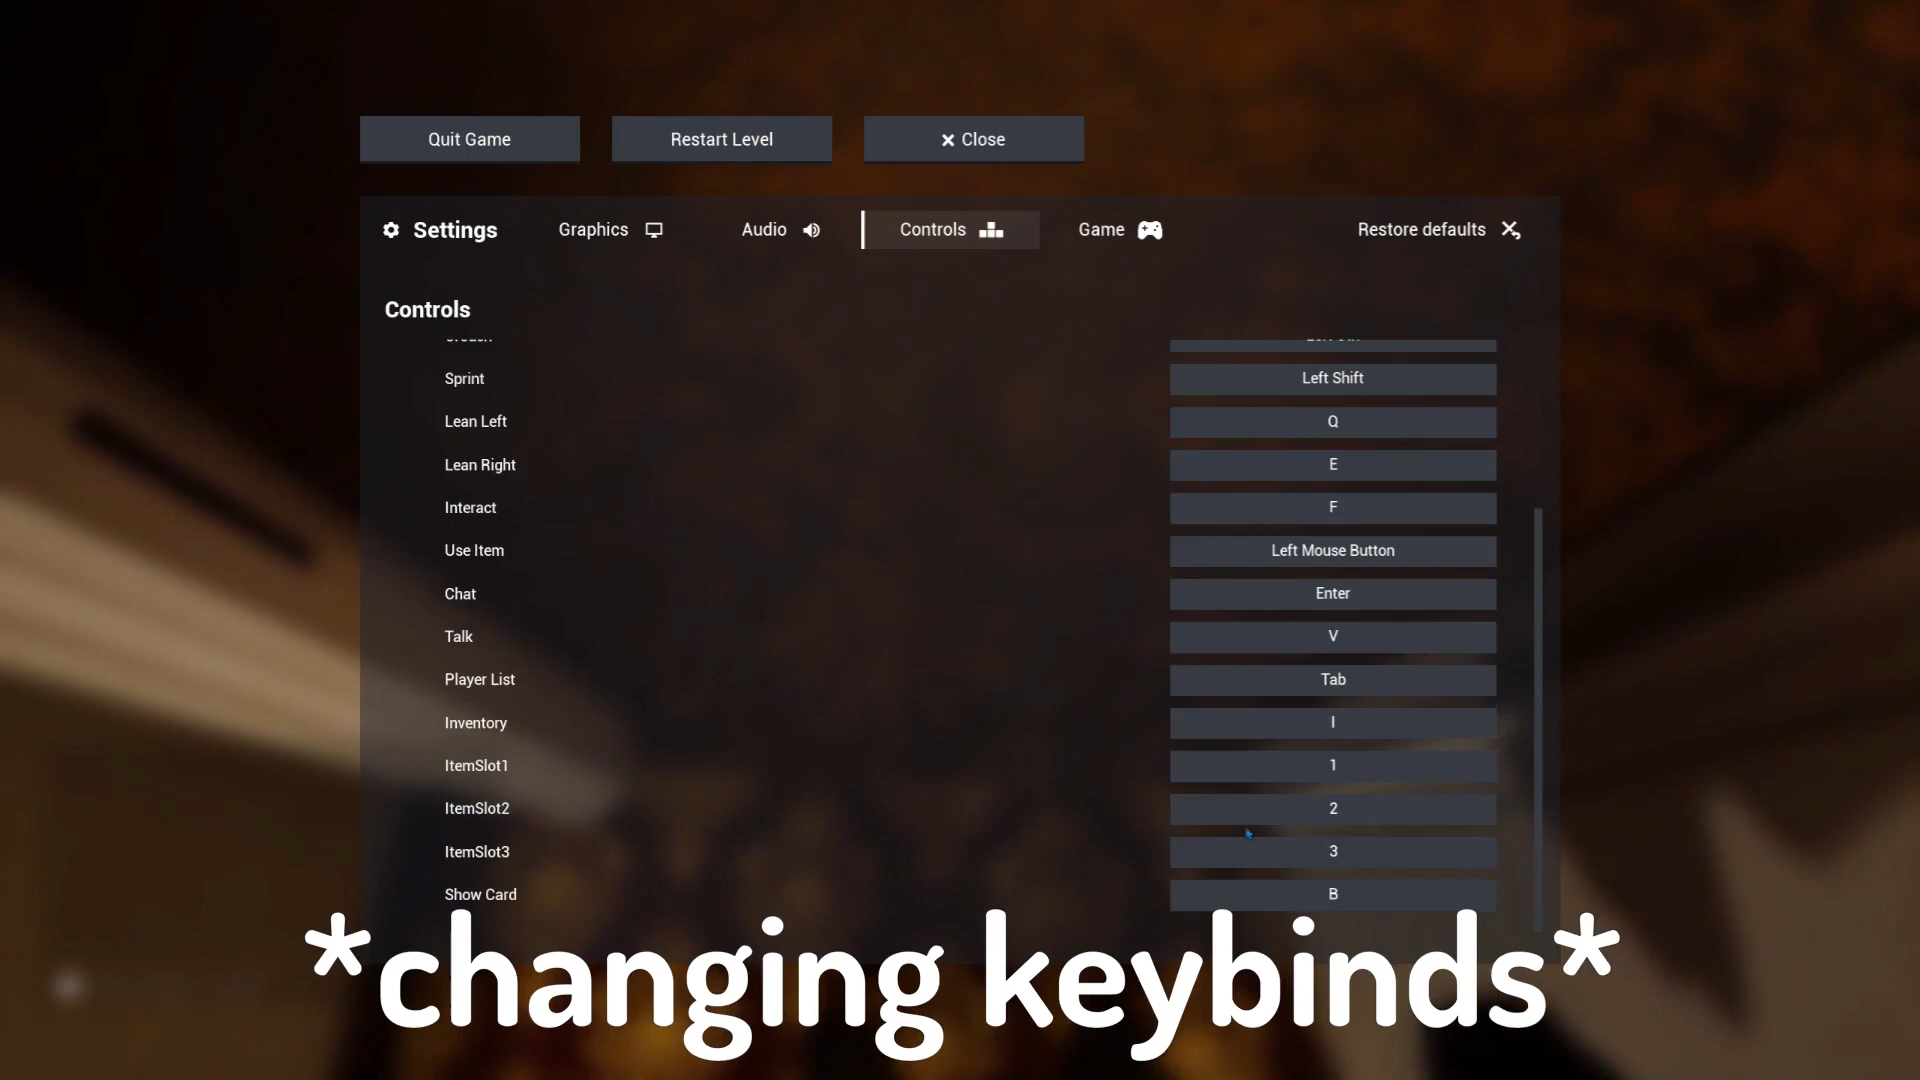 Quit Game
Restart Level
Close
Settings
Graphics
Audio
Controls
Game
Restore defaults
Controls
Sprint Left Shift
Lean Left Q
Lean Right E
Interact F
Use Item Left Mouse Button
Chat Enter
Talk V
Player List Tab
Inventory I
ItemSlot1 1
ItemSlot2 2
ItemSlot3 3
Show Card B
*changing keybinds*